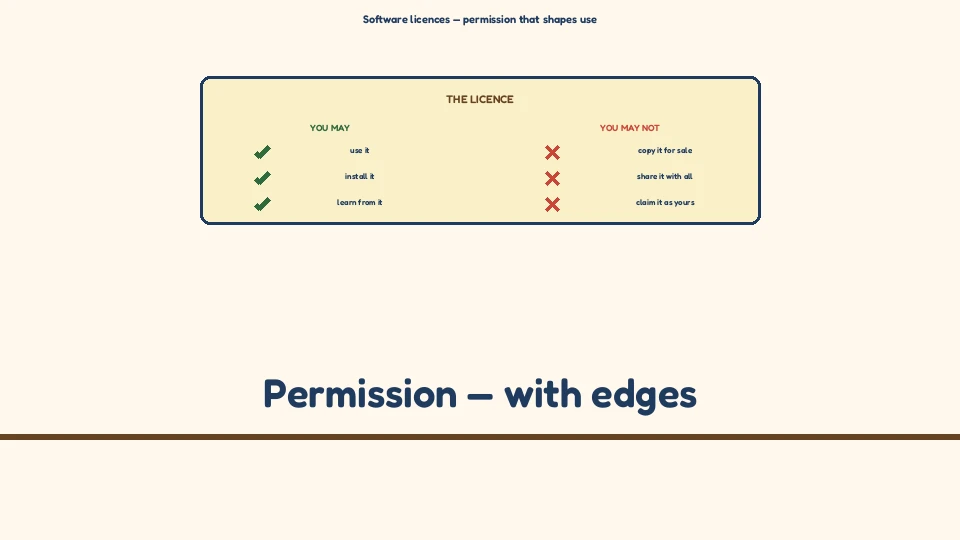 Software licences — permission that shapes use
THE LICENCE
YOU MAY
YOU MAY NOT
use it
copy it for sale
install it
share it with all
learn from it
claim it as yours
Permission — with edges